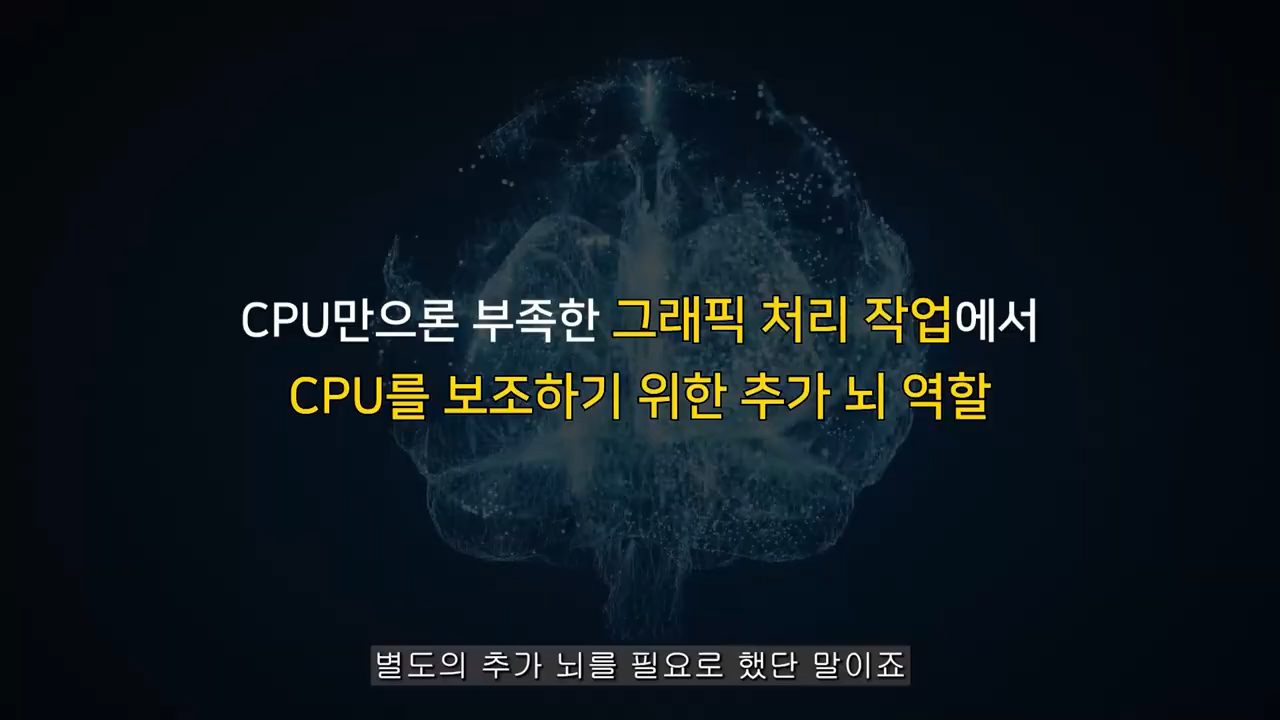 CPU만으론 부족한 그래픽 처리 작업에서
CPU를 보조하기 위한 추가 뇌 역할
별도의 추가 뇌를 필요로 했단 말이죠